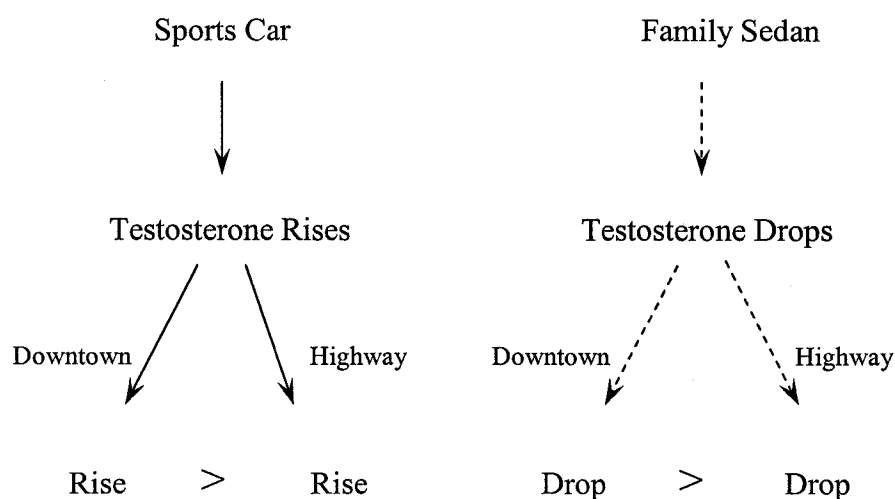 Sports Car
Family Sedan
Testosterone Rises
Testosterone Drops
Downtown
Highway
Downtown
Highway
Rise > Rise
Drop > Drop